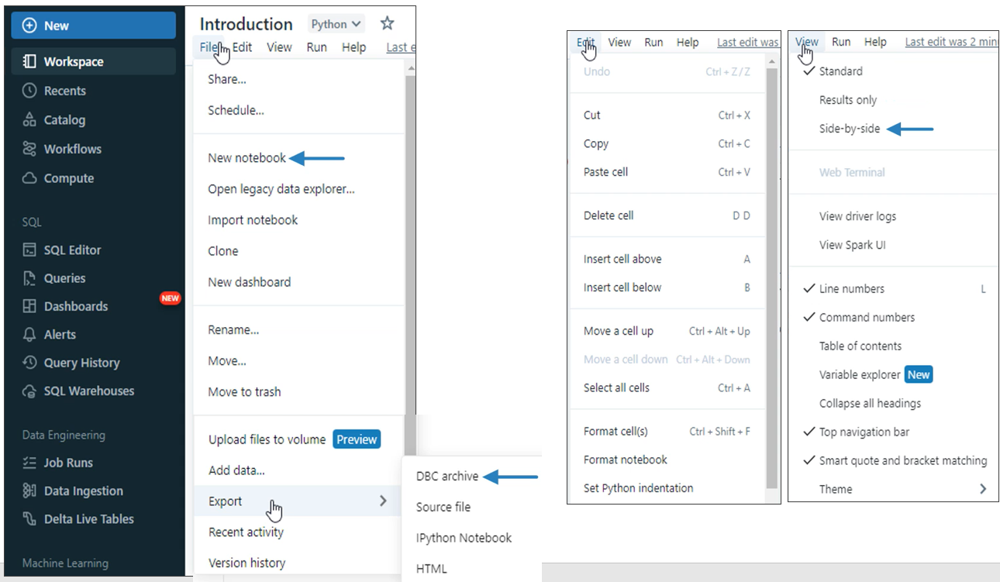 New
Workspace
Recents
Catalog
Workflows
Compute
SQL
SQL Editor
Queries
Dashboards
NEW
Alerts
Query History
SQL Warehouses
Data Engineering
Job Runs
Data Ingestion
Delta Live Tables
Machine Learning
Introduction Python
File Edit View Run Help Last e
Share...
Schedule...
New notebook
Open legacy data explorer...
Import notebook
Clone
New dashboard
Rename...
Move...
Move to trash
Upload files to volume Preview
Add data...
Export
Recent activity
Version history
DBC archive
Source file
IPython Notebook
HTML
Edit View Run Help Last edit was
Undo Ctrl + Z / Z
Cut Ctrl + X
Copy Ctrl + C
Paste cell Ctrl + V
Delete cell D D
Insert cell above A
Insert cell below B
Move a cell up Ctrl + Alt + Up
Move a cell down Ctrl + Alt + Down
Select all cells Ctrl + A
Format cell(s) Ctrl + Shift + F
Format notebook
Set Python indentation
View Run Help Last edit was 2 min
Standard
Results only
Side-by-side
Web Terminal
View driver logs
View Spark UI
Line numbers L
Command numbers
Table of contents
Variable explorer New
Collapse all headings
Top navigation bar
Smart quote and bracket matching
Theme